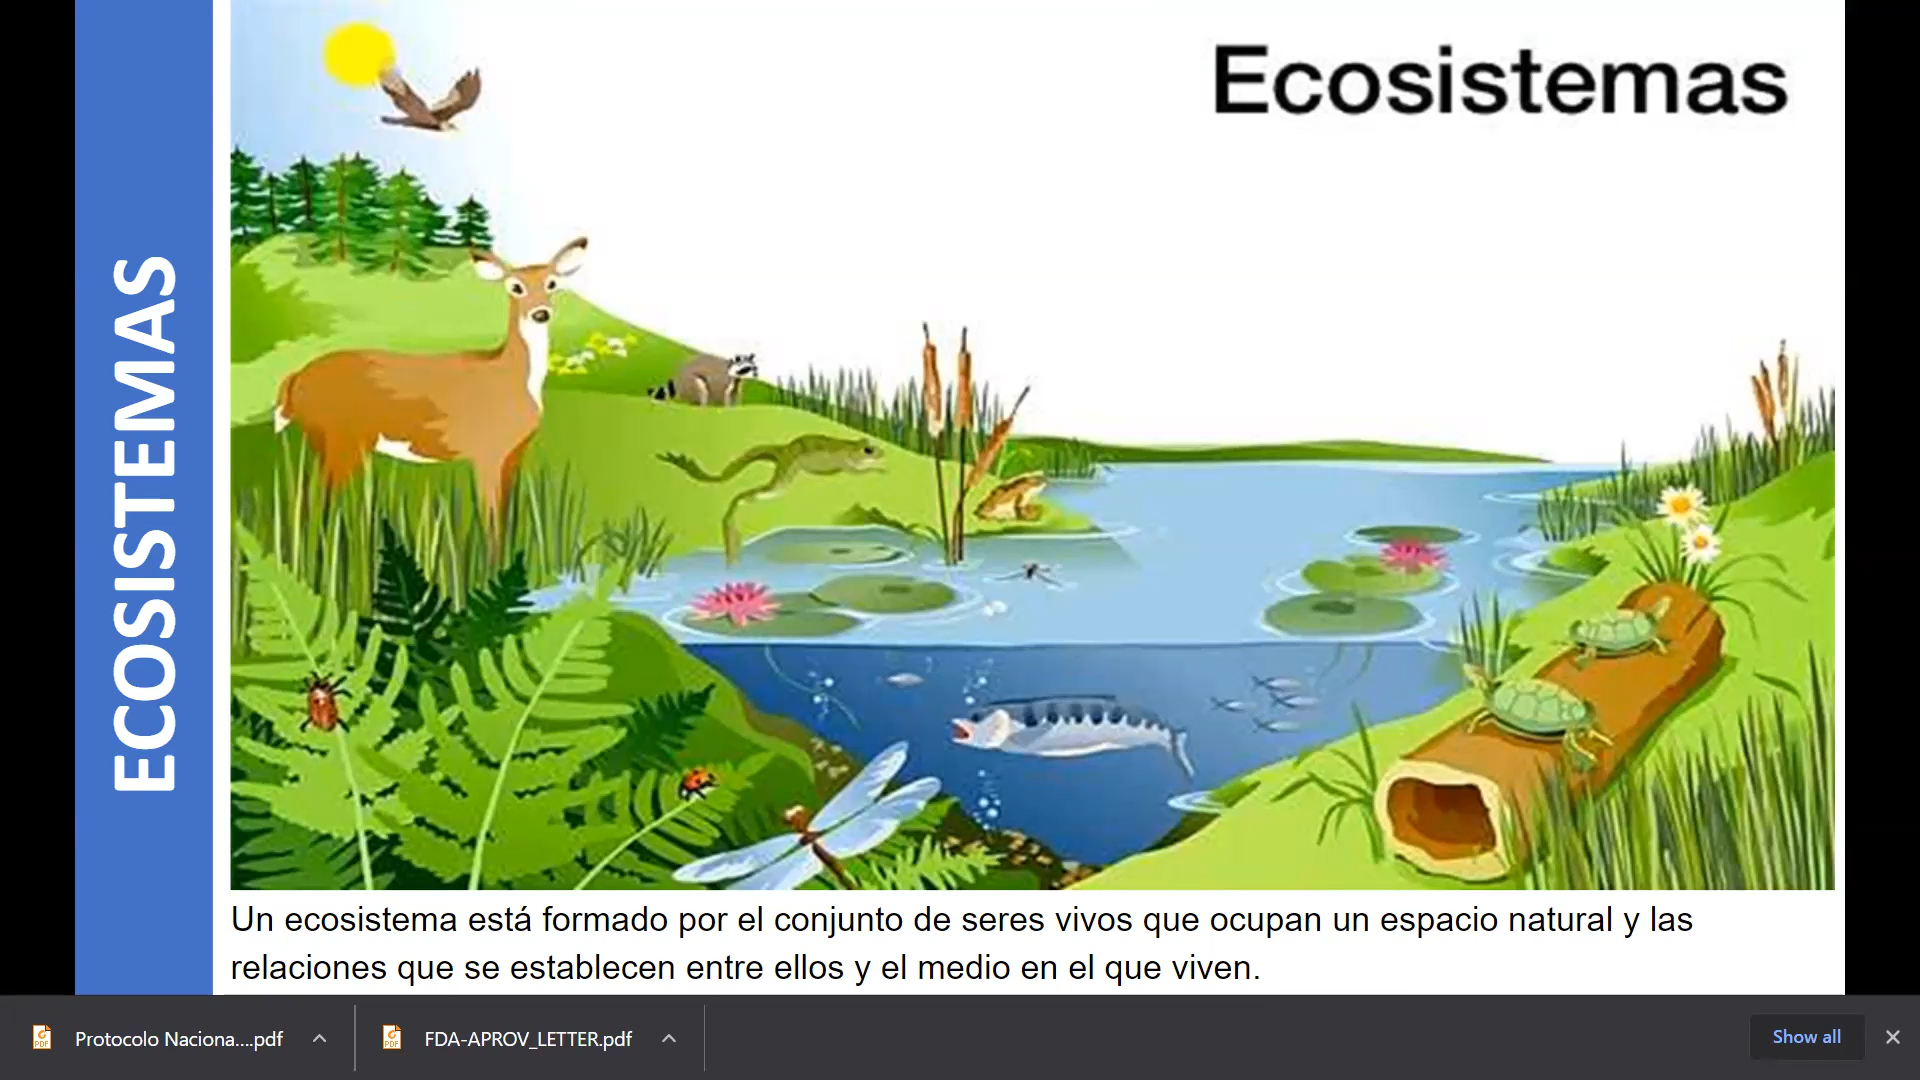 ECOSISTEMAS
Ecosistemas
Un ecosistema está formado por el conjunto de seres vivos que ocupan un espacio natural y las
relaciones que se establecen entre ellos y el medio en el que viven.
Protocolo Naciona....pdf
FDA-APROV_LETTER.pdf
Show all